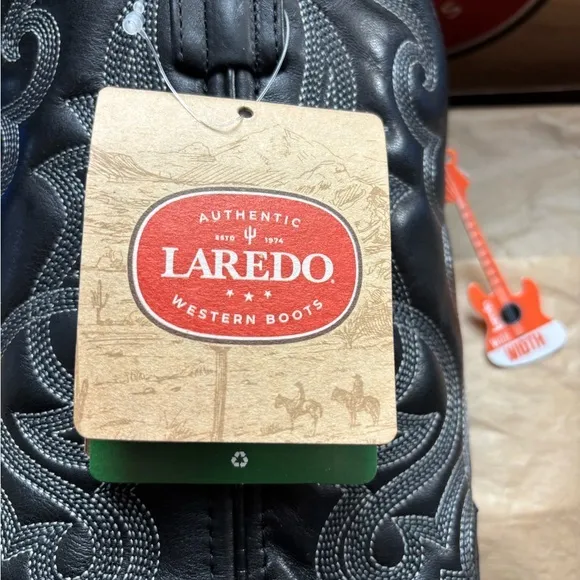 AUTHENTIC
ESTD 1974
LAREDO
WESTERN BOOTS
WIDTH